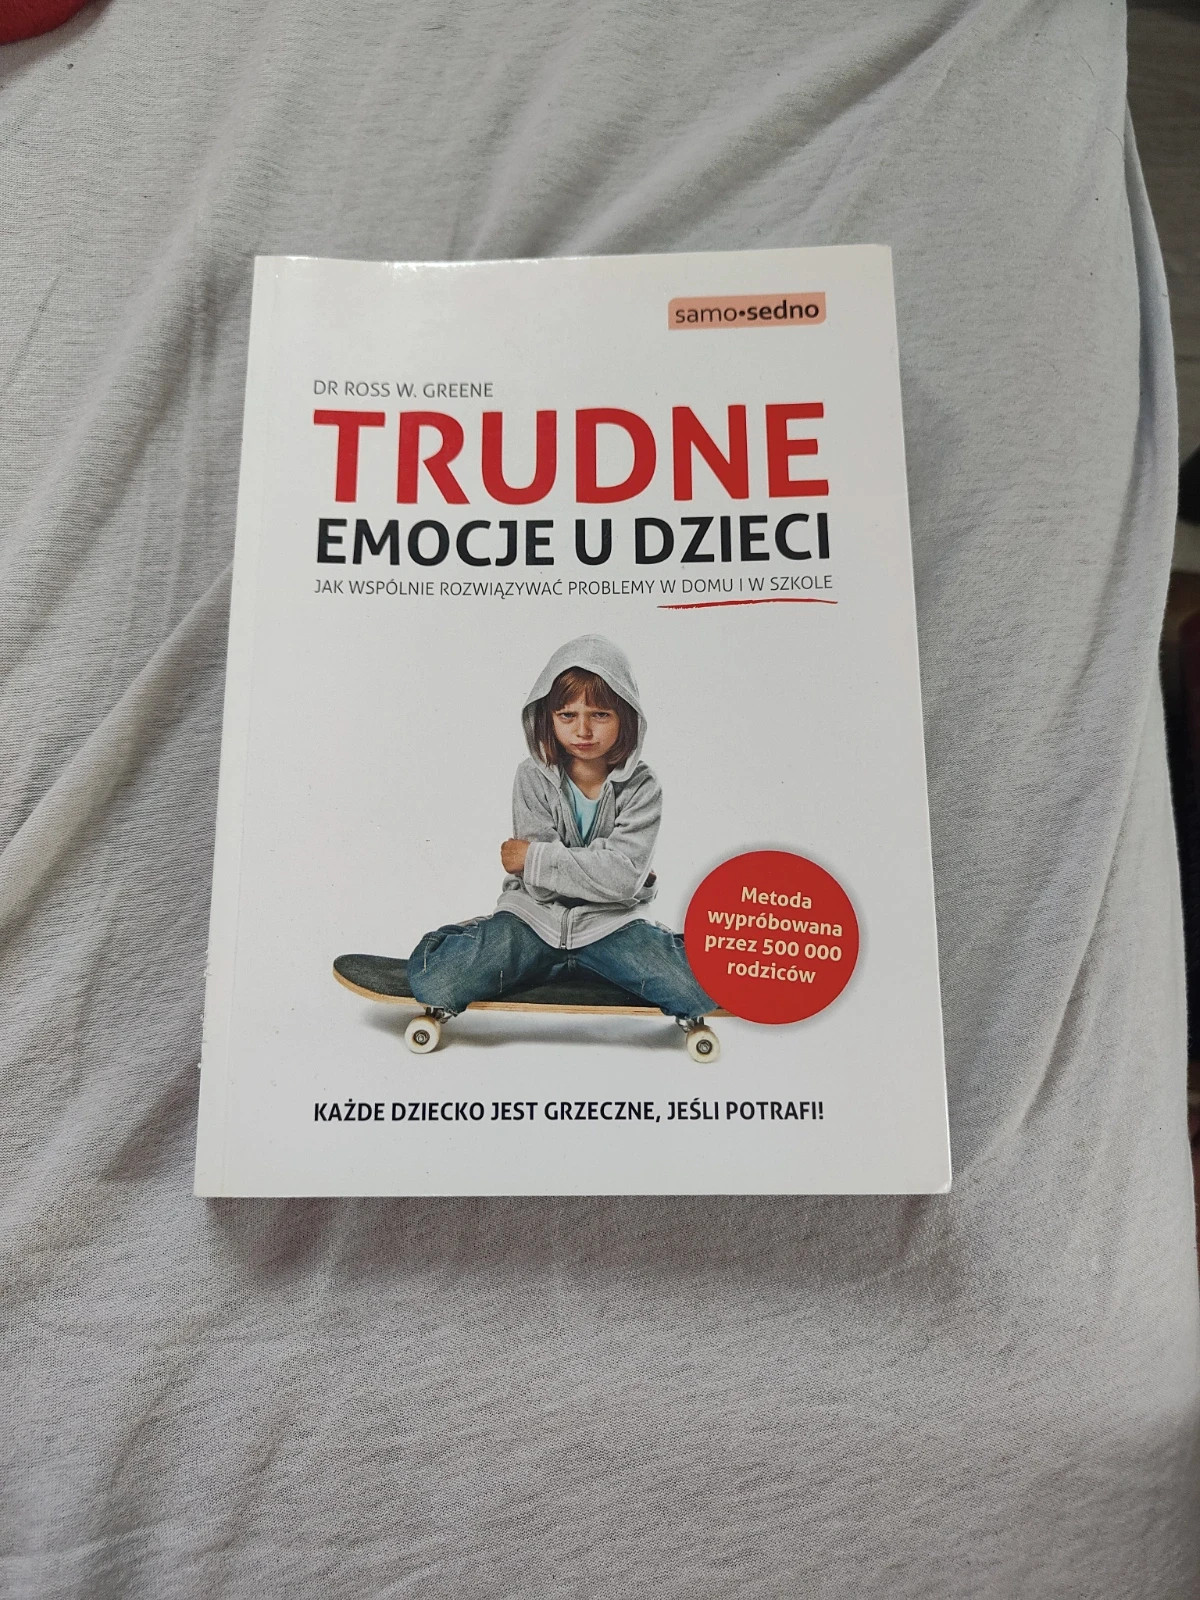 samo•sedno
DR ROSS W. GREENE
TRUDNE
EMOCJE U DZIECI
JAK WSPÓLNIE ROZWIĄZYWAĆ PROBLEMY W DOMU I W SZKOLE
Metoda
wypróbowana
przez 500 000
rodziców
KAŻDE DZIECKO JEST GRZECZNE, JEŚLI POTRAFI!